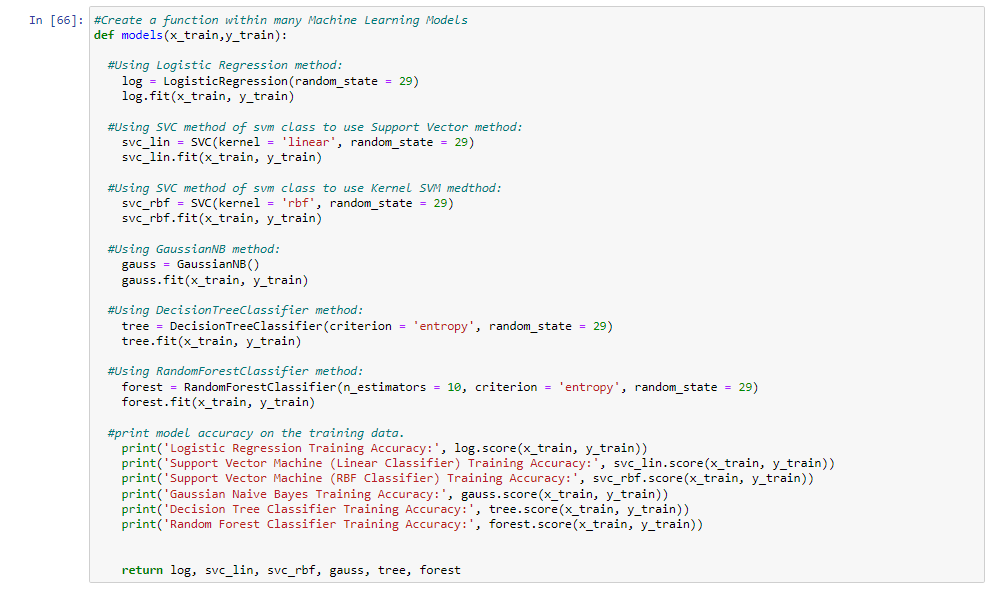 In [66]: #Create a function within many Machine Learning Models
def models(x_train,y_train):
#Using Logistic Regression method:
log = LogisticRegression(random_state = 29)
log.fit(x_train, y_train)
#Using SVC method of svm class to use Support Vector method:
svc_lin = SVC(kernel = 'linear', random_state = 29)
svc_lin.fit(x_train, y_train)
#Using SVC method of svm class to use Kernel SVM medthod:
svc_rbf = SVC(kernel = 'rbf', random_state = 29)
svc_rbf.fit(x_train, y_train)
#Using GaussianNB method:
gauss = GaussianNB()
gauss.fit(x_train, y_train)
#Using DecisionTreeClassifier method:
tree = DecisionTreeClassifier(criterion = 'entropy', random_state = 29)
tree.fit(x_train, y_train)
#Using RandomForestClassifier method:
forest = RandomForestClassifier(n_estimators = 10, criterion = 'entropy', random_state = 29)
forest.fit(x_train, y_train)
#print model accuracy on the training data.
print('Logistic Regression Training Accuracy:', log.score(x_train, y_train))
print('Support Vector Machine (Linear Classifier) Training Accuracy:', svc_lin.score(x_train, y_train))
print('Support Vector Machine (RBF Classifier) Training Accuracy:', svc_rbf.score(x_train, y_train))
print('Gaussian Naive Bayes Training Accuracy:', gauss.score(x_train, y_train))
print('Decision Tree Classifier Training Accuracy:', tree.score(x_train, y_train))
print('Random Forest Classifier Training Accuracy:', forest.score(x_train, y_train))
return log, svc_lin, svc_rbf, gauss, tree, forest